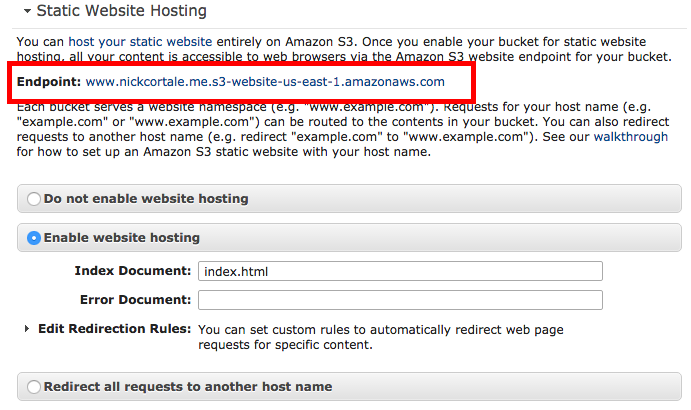 Static Website Hosting
You can host your static website entirely on Amazon S3. Once you enable your bucket for static website
hosting, all your content is accessible to web browsers via the Amazon S3 website endpoint for your bucket.
Endpoint: www.nickcortale.me.s3-website-us-east-1.amazonaws.com
Each bucket serves a website namespace (e.g. "www.example.com"). Requests for your host name (e.g.
"example.com" or "www.example.com") can be routed to the contents in your bucket. You can also redirect
requests to another host name (e.g. redirect "example.com" to "www.example.com"). See our walkthrough
for how to set up an Amazon S3 static website with your host name.
Do not enable website hosting
Enable website hosting
Index Document: index.html
Error Document:
Edit Redirection Rules: You can set custom rules to automatically redirect web page
requests for specific content.
Redirect all requests to another host name